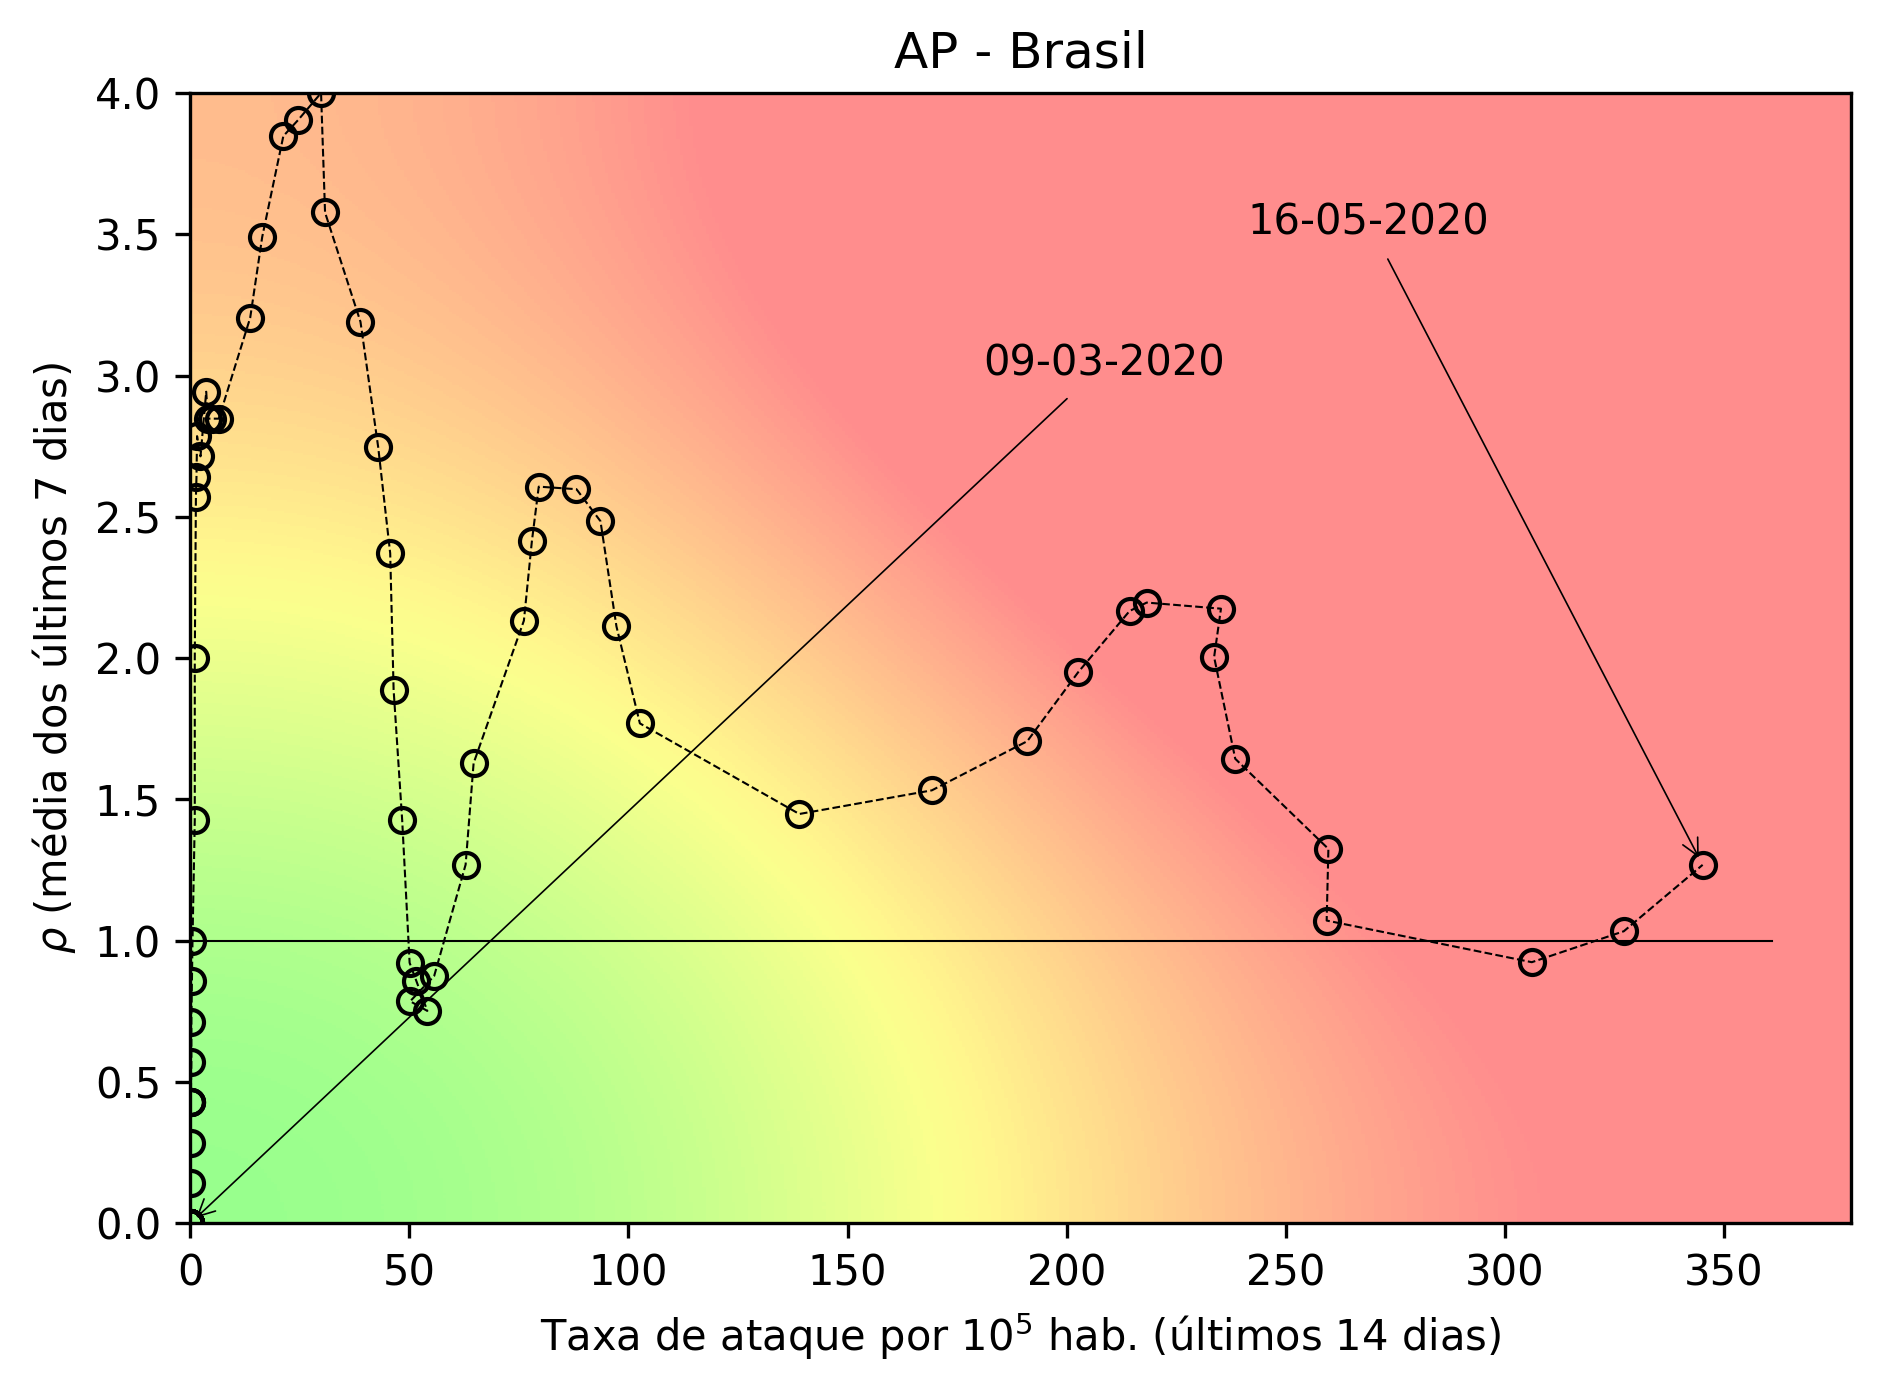 AP - Brasil
4.0
3.5
3.0
2.5
2.0
1.5
1.0
0.5
0.0
ρ (média dos últimos 7 dias)
16-05-2020
09-03-2020
0 50 100 150 200 250 300 350
Taxa de ataque por 10⁵ hab. (últimos 14 dias)